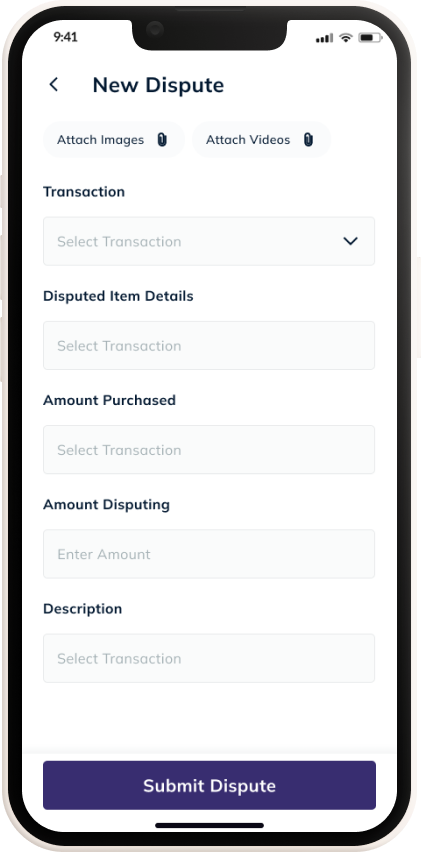 9:41
New Dispute
Attach Images
Attach Videos
Transaction
Select Transaction
Disputed Item Details
Select Transaction
Amount Purchased
Select Transaction
Amount Disputing
Enter Amount
Description
Select Transaction
Submit Dispute